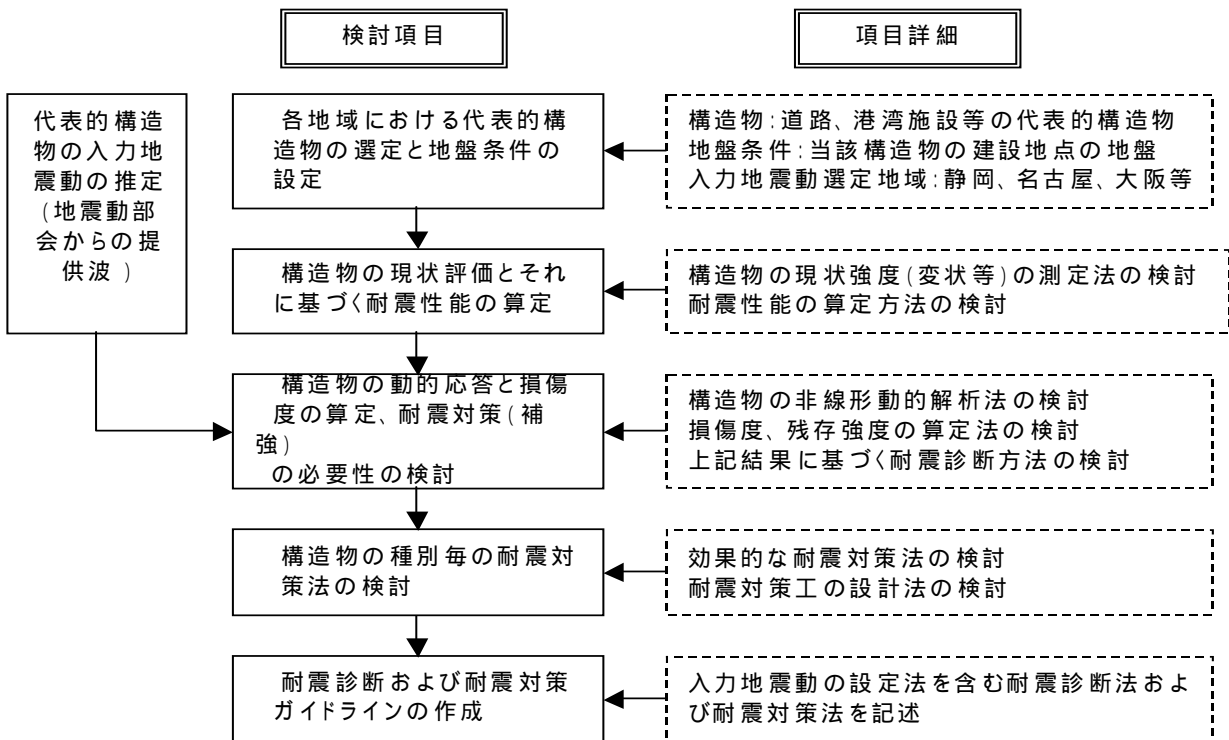 検討項目
項目詳細
代表的構造
物の入力地
震動の推定
(地震動部
会からの提
供波 )
各地域における代表的構
造物の選定と地盤条件の
設定
構造物:道路、港湾施設等の代表的構造物
地盤条件:当該構造物の建設地点の地盤
入力地震動選定地域:静岡、名古屋、大阪等
構造物の現状評価とそれ
に基づく耐震性能の算定
構造物の現状強度(変状等)の測定法の検討
耐震性能の算定方法の検討
構造物の動的応答と損傷
度の算定、耐震対策(補
強)
の必要性の検討
構造物の非線形動的解析法の検討
損傷度、残存強度の算定法の検討
上記結果に基づく耐震診断方法の検討
構造物の種別毎の耐震対
策法の検討
効果的な耐震対策法の検討
耐震対策工の設計法の検討
耐震診断および耐震対策
ガイドラインの作成
入力地震動の設定法を含む耐震診断法およ
び耐震対策法を記述